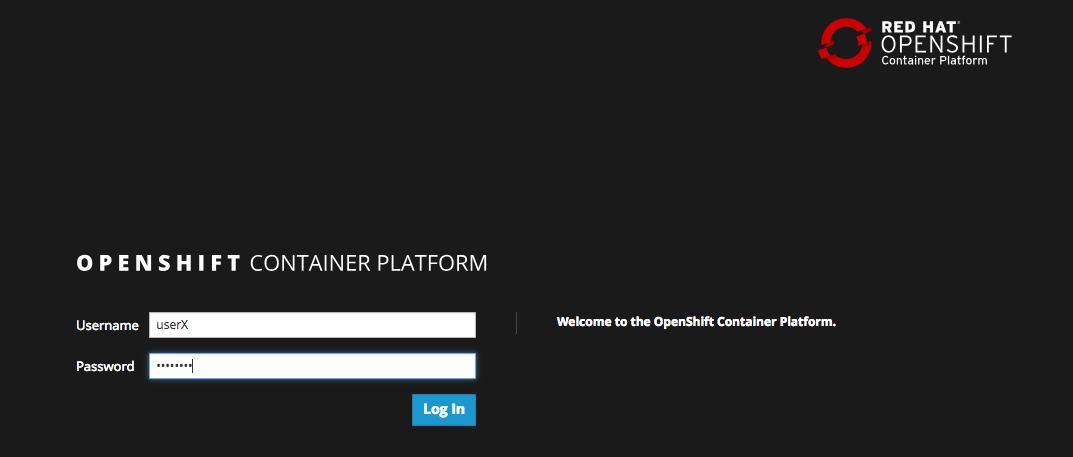 RED HAT®
OPENSHIFT
Container Platform
OPENSHIFT CONTAINER PLATFORM
Username userX
Welcome to the OpenShift Container Platform.
Password ••••••••
Log In